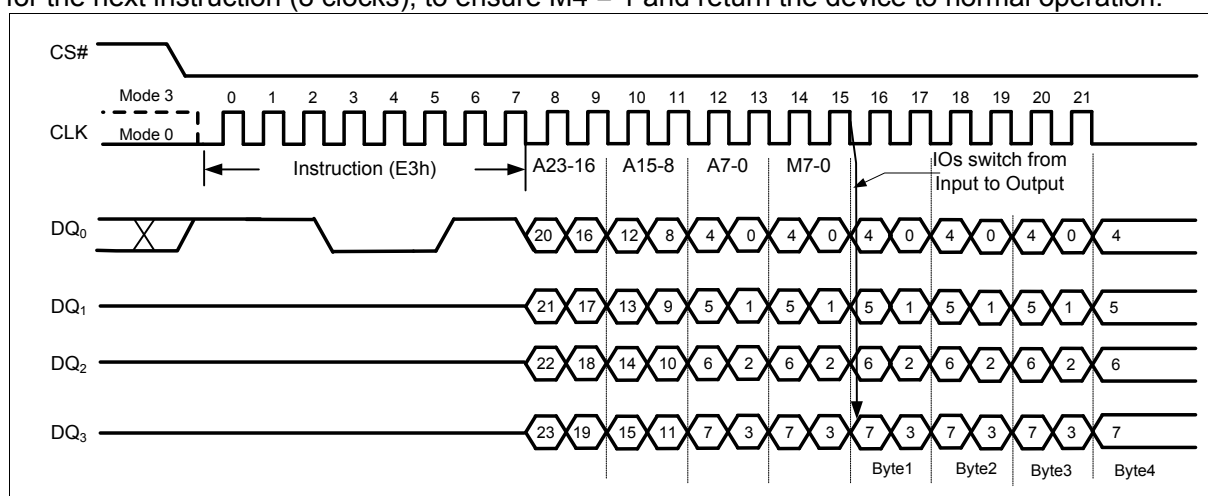 for the next instruction (8 clocks), to ensure M4 = 1 and return the device to normal operation.
CS#
Mode 3
0 1 2 3 4 5 6 7 8 9 10 11 12 13 14 15 16 17 18 19 20 21
CLK
Mode 0
Instruction (E3h)
A23-16 A15-8 A7-0 M7-0
IOs switch from
Input to Output
DQ0
20 16 12 8 4 0 4 0 4 0 4 0 4 0 4
DQ1
21 17 13 9 5 1 5 1 5 1 5 1 5 1 5
DQ2
22 18 14 10 6 2 6 2 6 2 6 2 6 2 6
DQ3
23 19 15 11 7 3 7 3 7 3 7 3 7 3 7
Byte1 Byte2 Byte3 Byte4